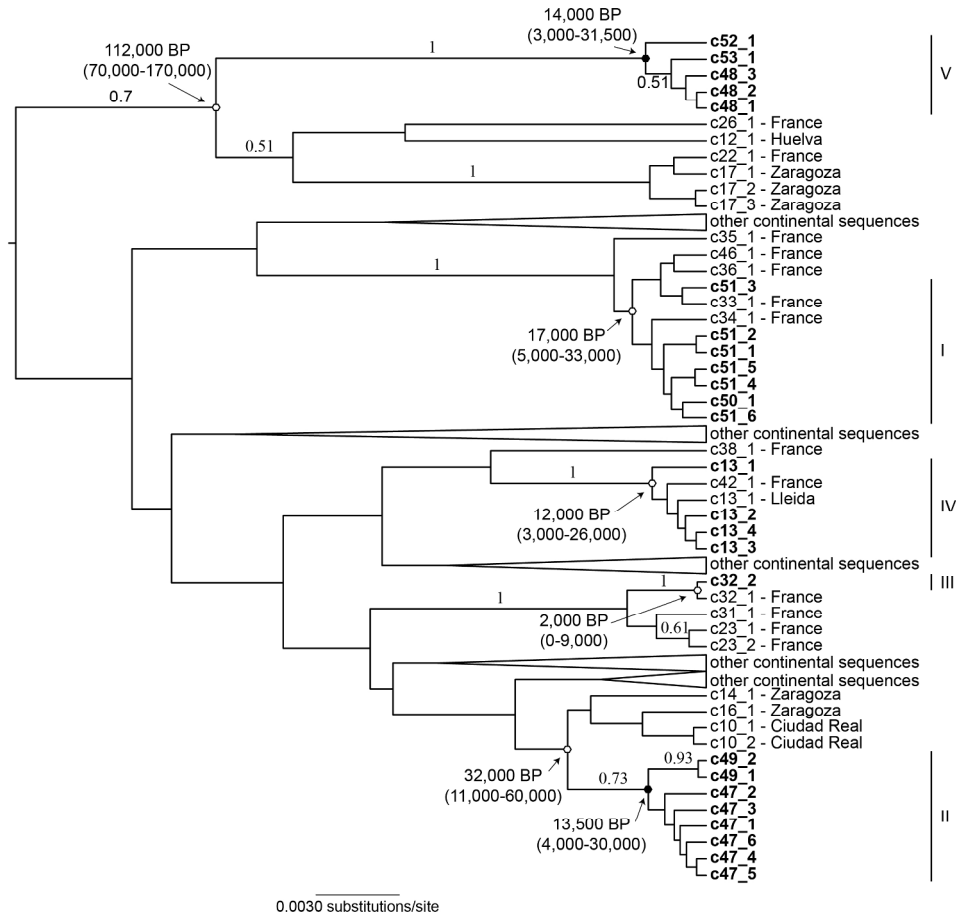 14,000 BP
(3,000-31,500)
112,000 BP
(70,000-170,000)
1
0.7
0.51
c52_1
c53_1
c48_3
c48_2
c48_1
V
c26_1 - France
c12_1 - Huelva
0.51
c22_1 - France
c17_1 - Zaragoza
1
c17_2 - Zaragoza
c17_3 - Zaragoza
other continental sequences
c35_1 - France
c46_1 - France
c36_1 - France
1
c51_3
c33_1 - France
c34_1 - France
17,000 BP
(5,000-33,000)
c51_2
c51_1
c51_5
c51_4
c50_1
c51_6
I
other continental sequences
c38_1 - France
c13_1
1
c42_1 - France
c13_1 - Lleida
12,000 BP
(3,000-26,000)
c13_2
c13_4
c13_3
IV
other continental sequences
c32_2
III
1
1
c32_1 - France
2,000 BP
(0-9,000)
c31_1 - France
0.61
c23_1 - France
c23_2 - France
other continental sequences
other continental sequences
c14_1 - Zaragoza
c16_1 - Zaragoza
c10_1 - Ciudad Real
c10_2 - Ciudad Real
32,000 BP
(11,000-60,000)
0.93
c49_2
c49_1
0.73
c47_2
c47_3
c47_1
c47_6
c47_4
c47_5
II
13,500 BP
(4,000-30,000)
0.0030 substitutions/site